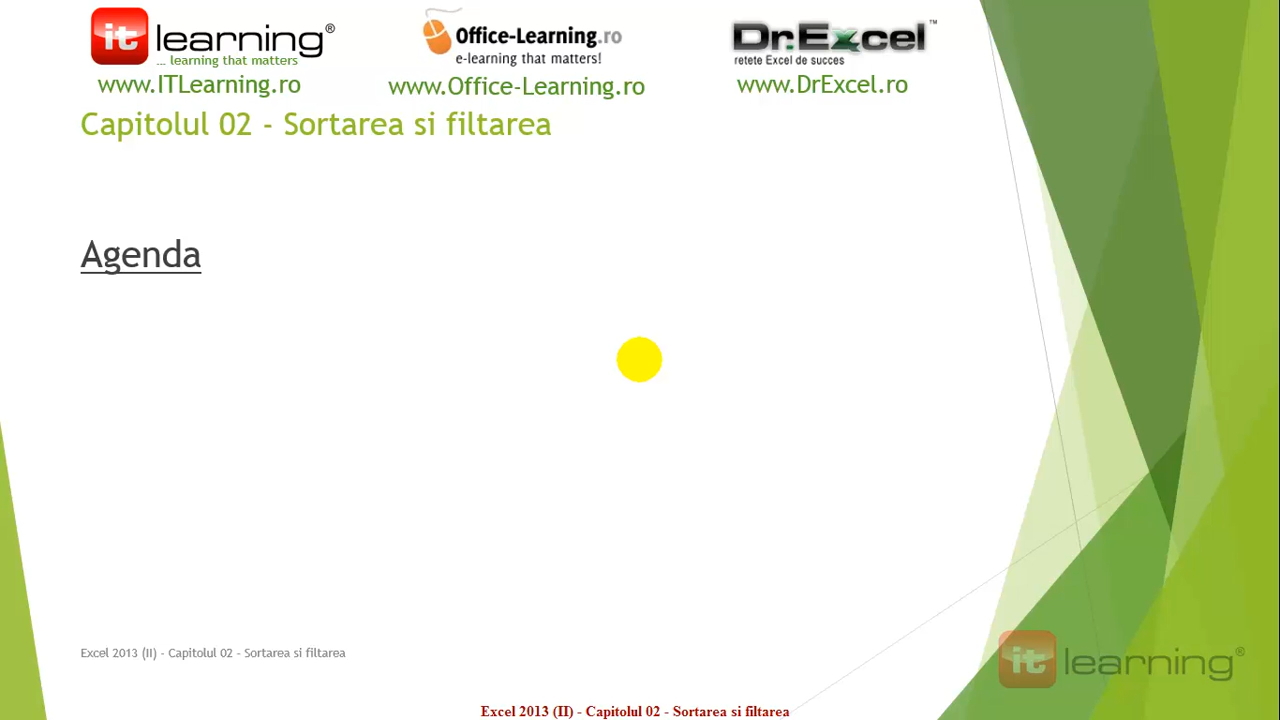 it learning®
... learning that matters
www.ITLearning.ro
Office-Learning.ro
e-learning that matters!
www.Office-Learning.ro
Dr.Excel™
retete Excel de succes
www.DrExcel.ro
Capitolul 02 - Sortarea si filtarea
Agenda
Excel 2013 (II) - Capitolul 02 - Sortarea si filtarea
it learning®
Excel 2013 (II) - Capitolul 02 - Sortarea si filtarea